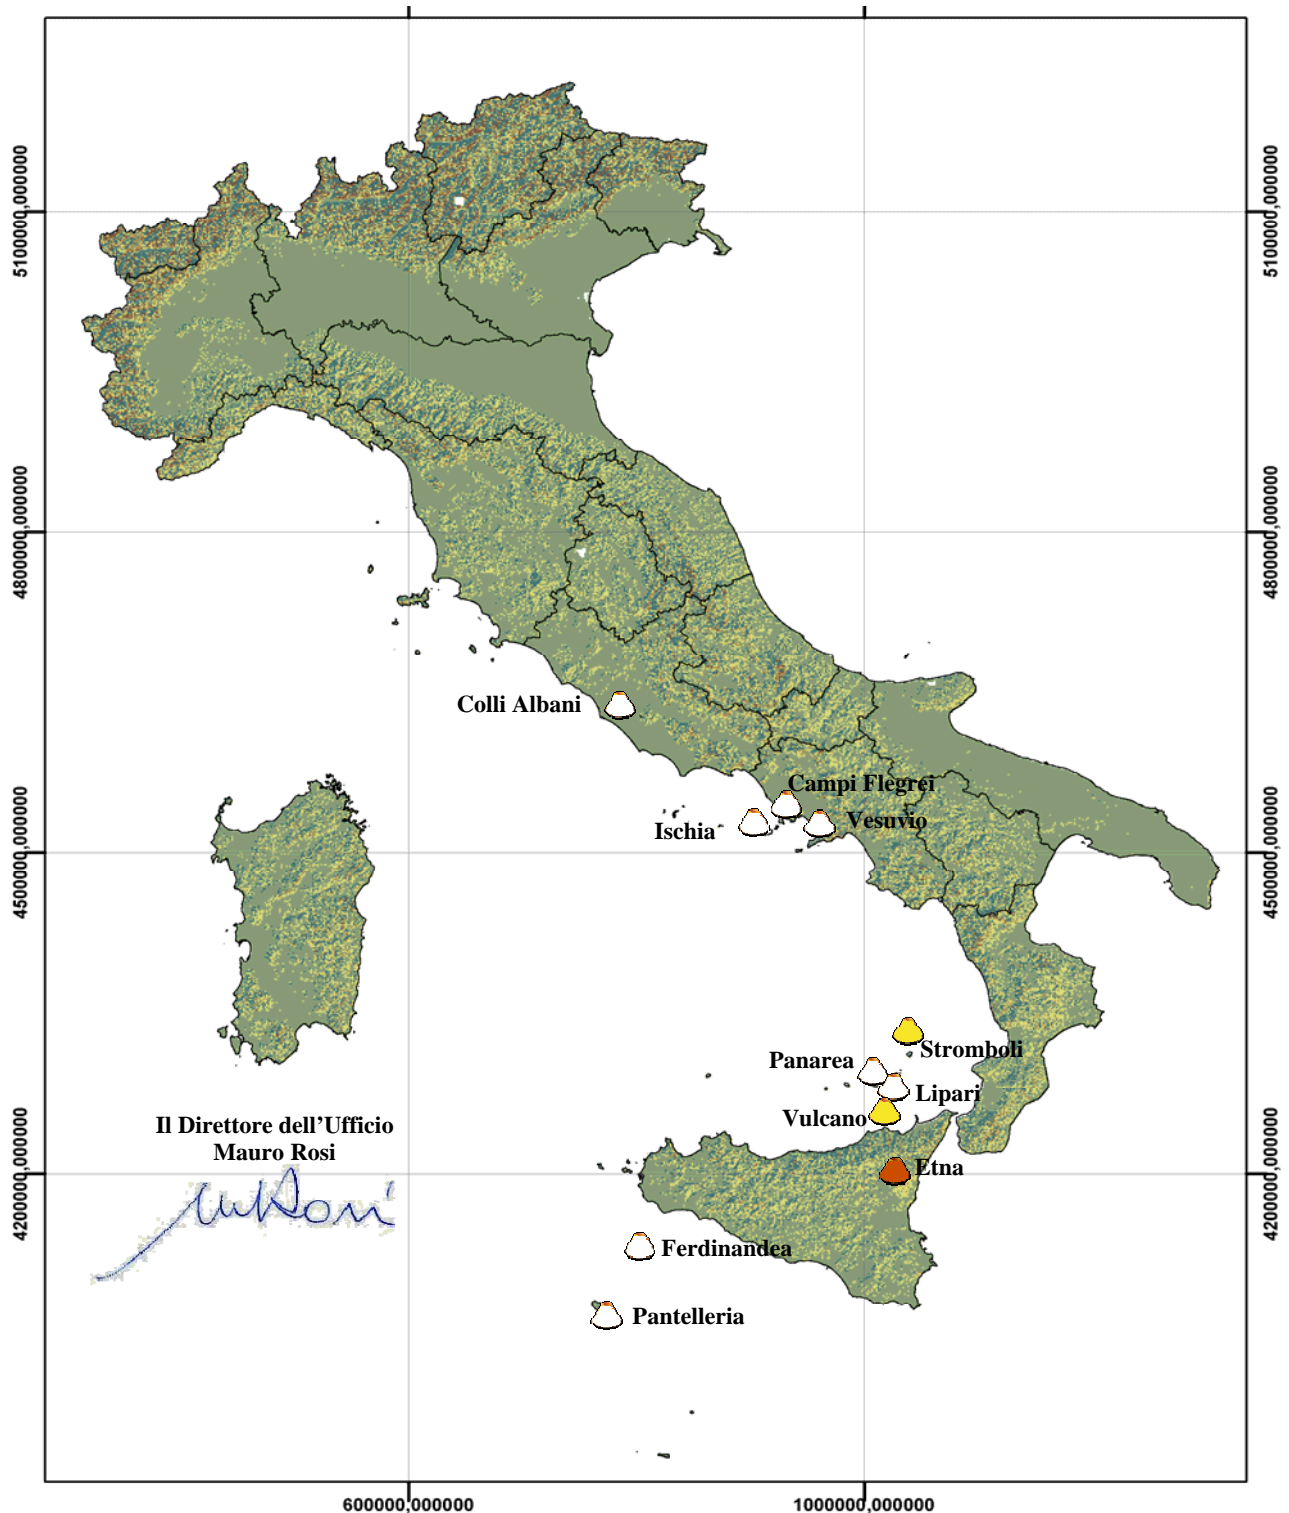 5100000,000000
5100000,000000
4800000,000000
4800000,000000
Colli Albani
Campi Flegrei
Ischia
Vesuvio
4500000,000000
4500000,000000
Stromboli
Panarea
Lipari
Vulcano
Il Direttore dell'Ufficio
Mauro Rosi
Etna
4200000,000000
4200000,000000
Ferdinandea
Pantelleria
600000,000000
1000000,000000